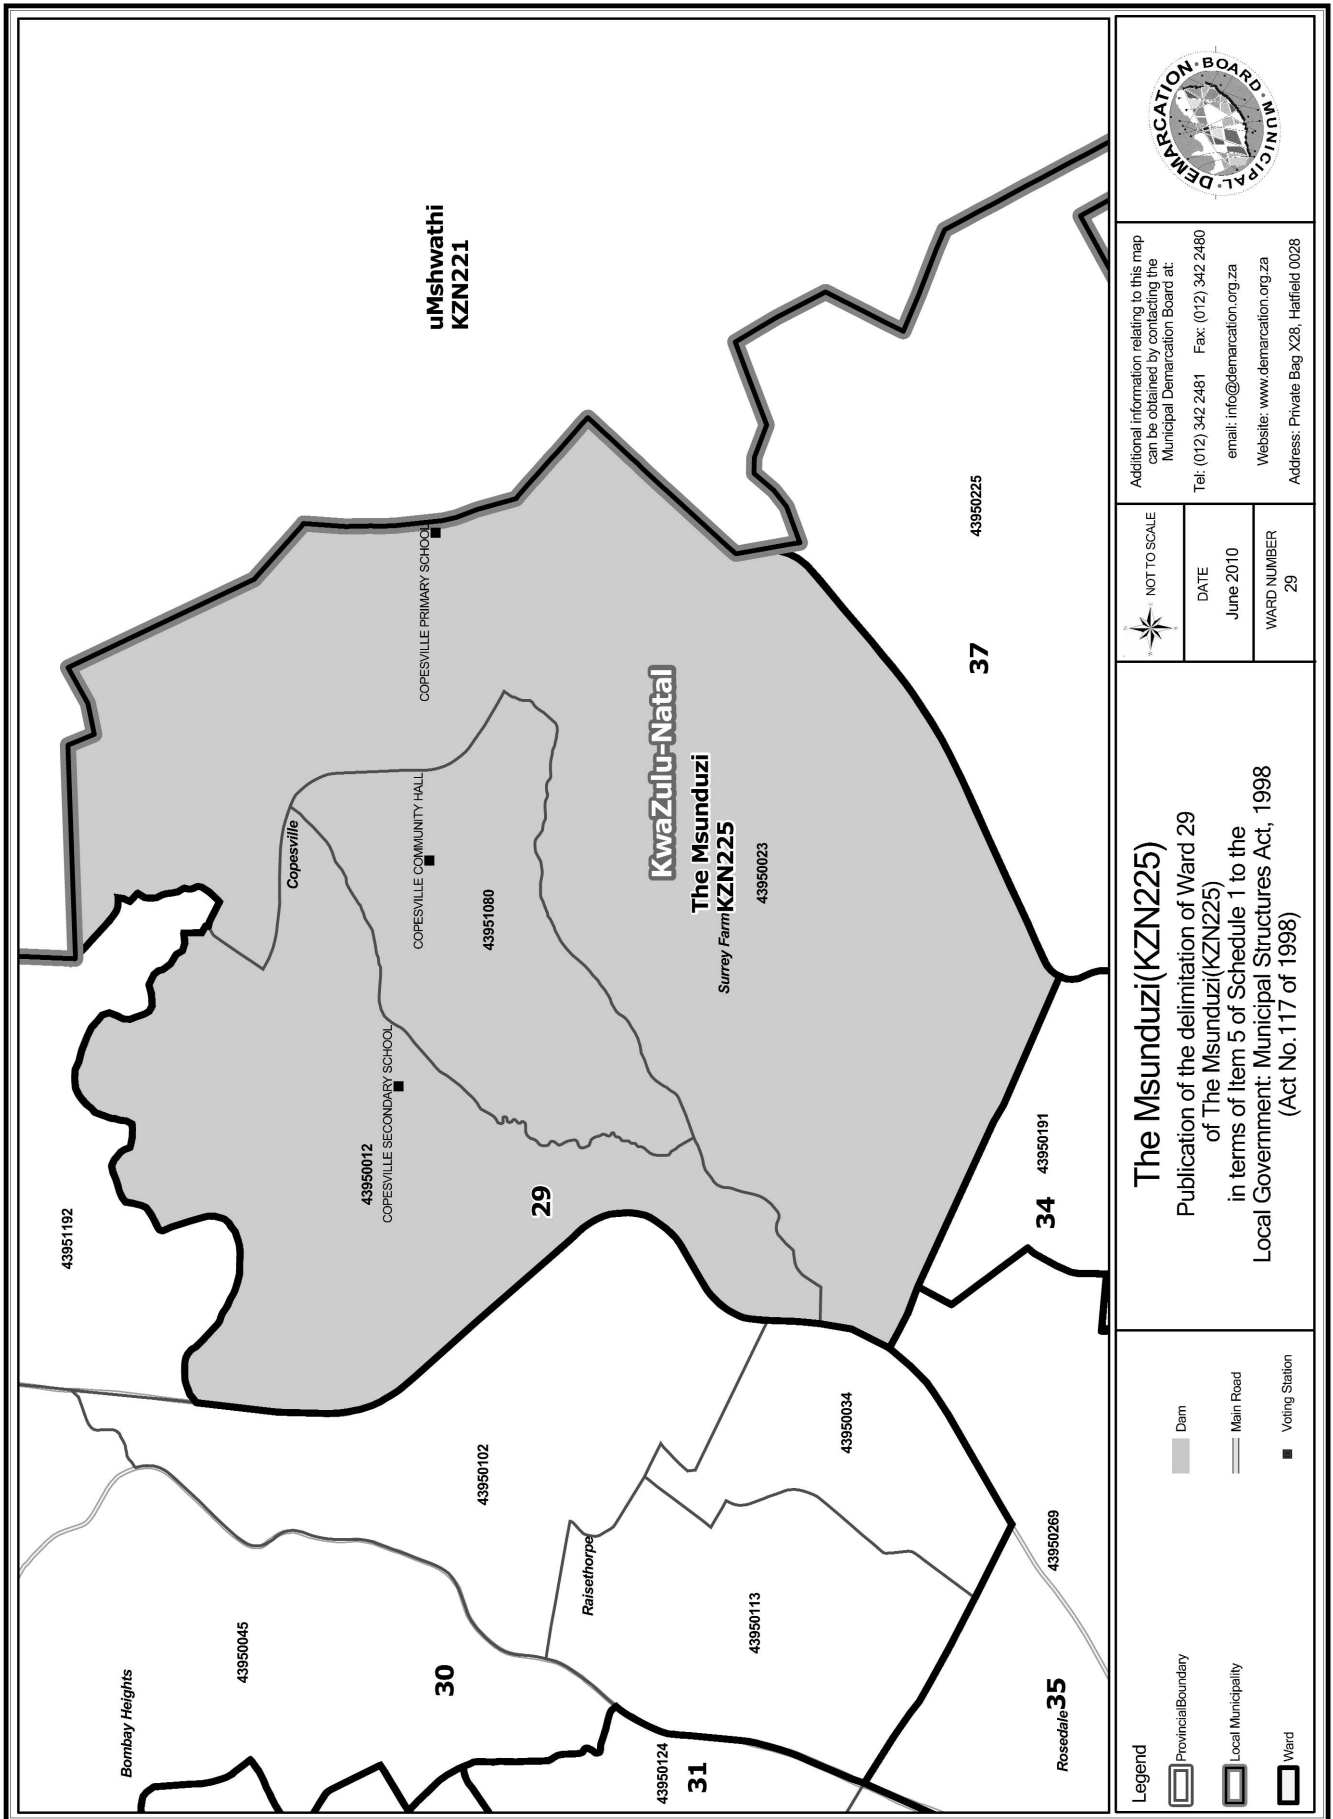 uMshwathi
KZN221
43951192
Copesville
COPESVILLE PRIMARY SCHOOL
COPESVILLE COMMUNITY HALL
43951080
43950012
COPESVILLE SECONDARY SCHOOL
29
KwaZulu-Natal
The Msunduzi
KZN225
Surrey Farm
43950023
43950225
37
43950191
34
Bombay Heights
43950045
30
43950102
Raisethorpe
43950113
43950034
43950124
31
43950269
Rosedale
35
Legend
ProvincialBoundary
Local Municipality
Ward
Dam
Main Road
Voting Station
The Msunduzi(KZN225)
Publication of the delimitation of Ward 29
of The Msunduzi(KZN225)
in terms of Item 5 of Schedule 1 to the
Local Government: Municipal Structures Act, 1998
(Act No.117 of 1998)
NOT TO SCALE
DATE
June 2010
WARD NUMBER
29
Additional information relating to this map
can be obtained by contacting the
Municipal Demarcation Board at:
Tel: (012) 342 2481 Fax: (012) 342 2480
email: info@demarcation.org.za
Website: www.demarcation.org.za
Address: Private Bag X28, Hatfield 0028
MUNICIPAL • DEMARCATION • BOARD •